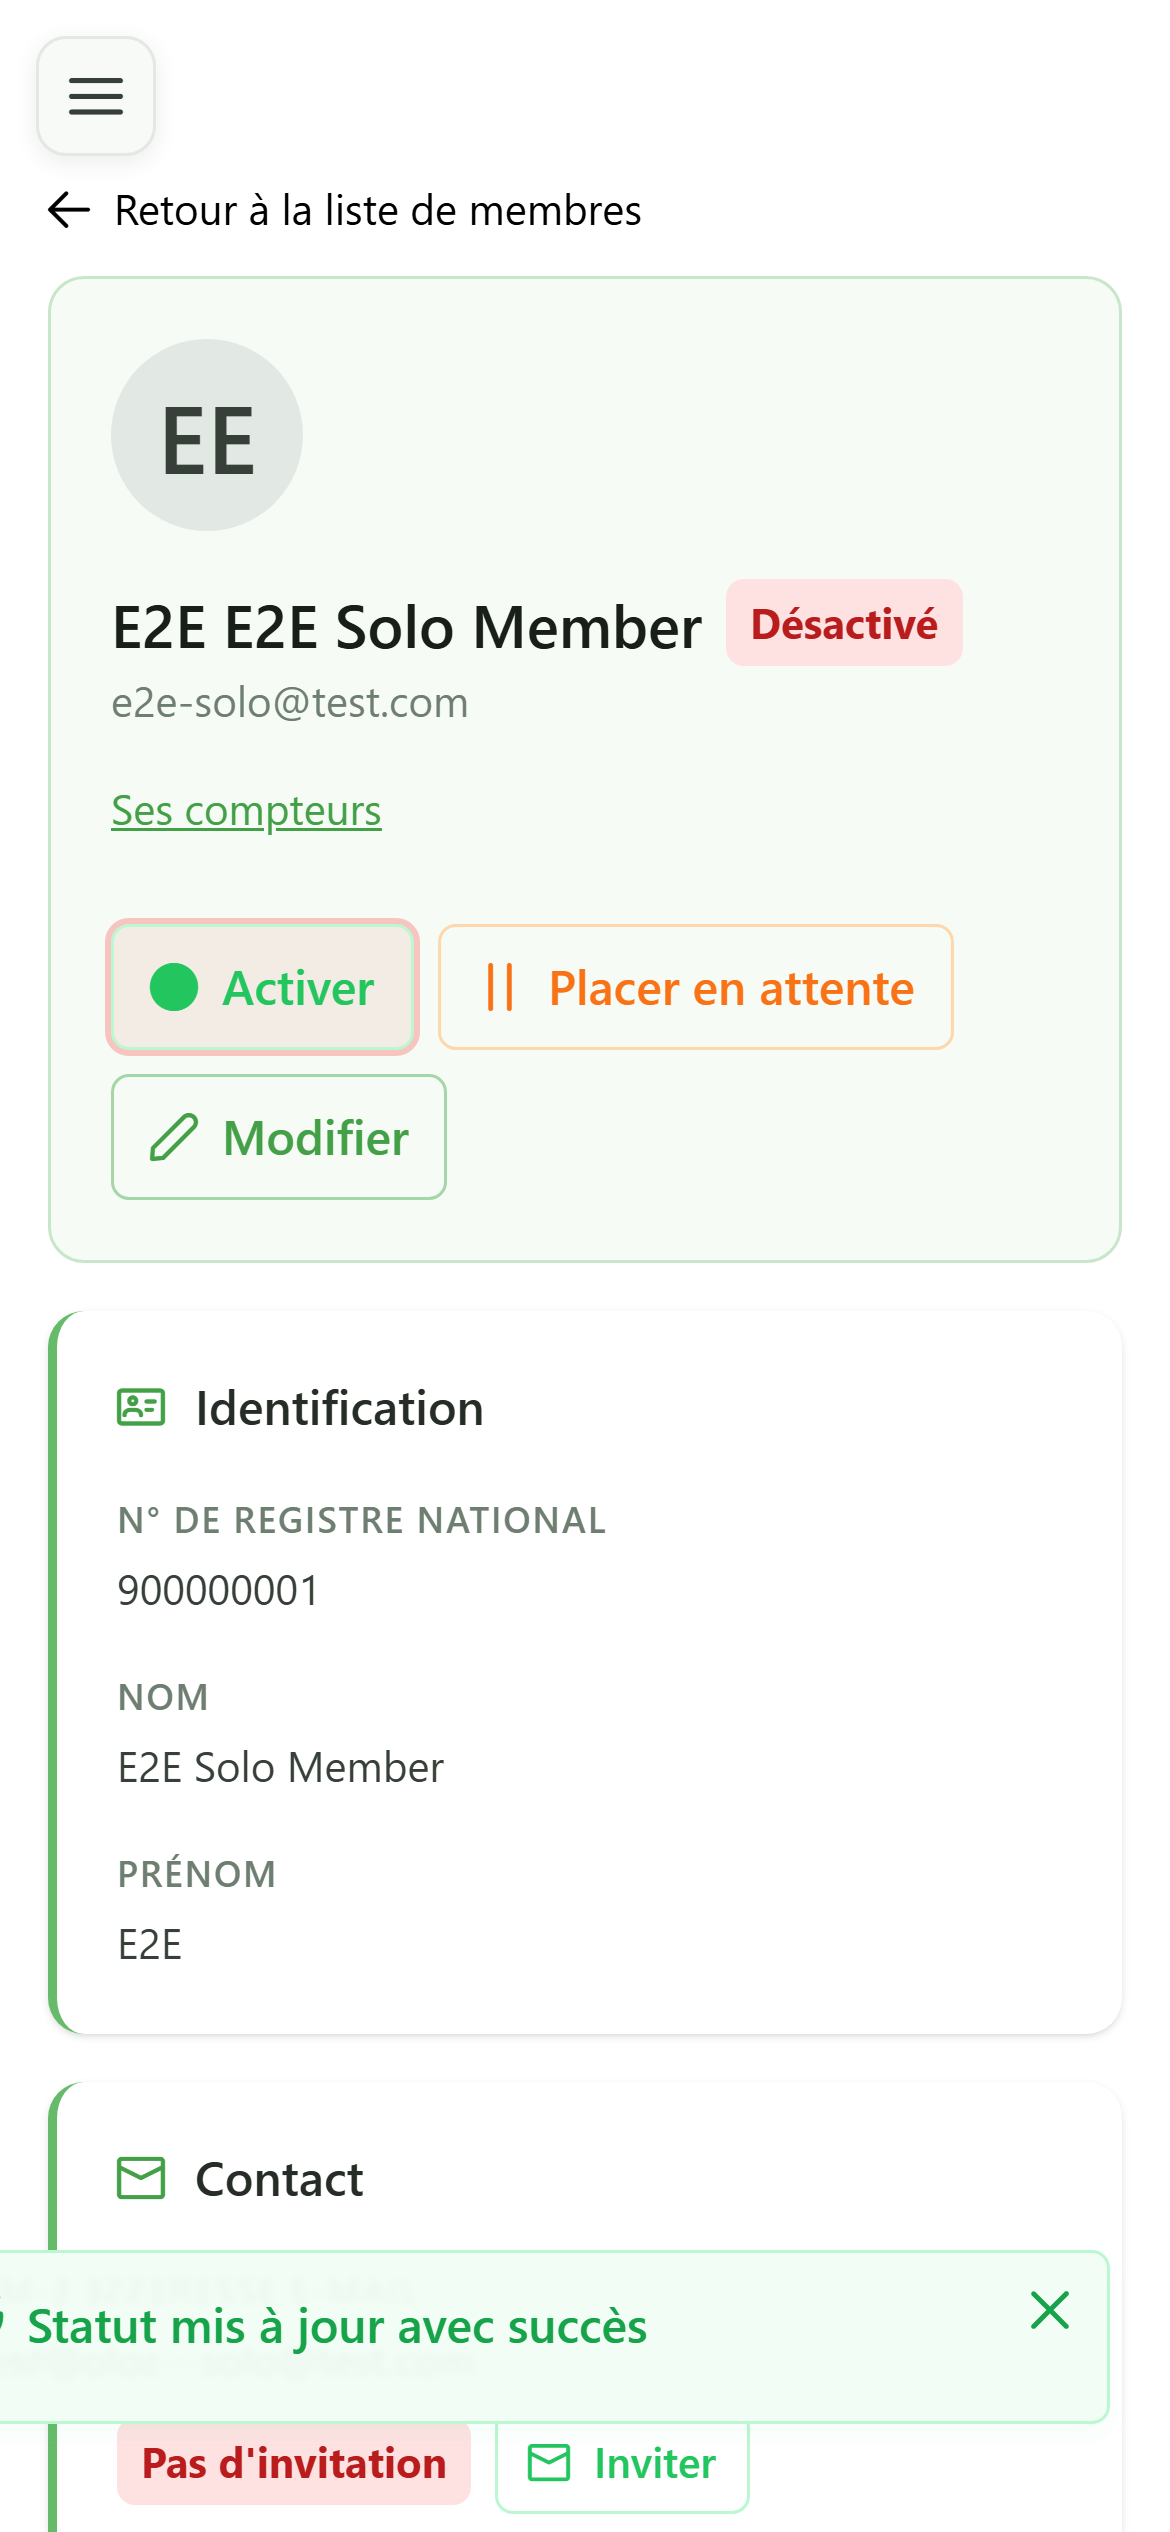 Retour à la liste de membres
EE
E2E E2E Solo Member Désactivé
e2e-solo@test.com
Ses compteurs
Activer Placer en attente
Modifier
Identification
N° DE REGISTRE NATIONAL
900000001
NOM
E2E Solo Member
PRÉNOM
E2E
Contact
Statut mis à jour avec succès
Pas d'invitation Inviter